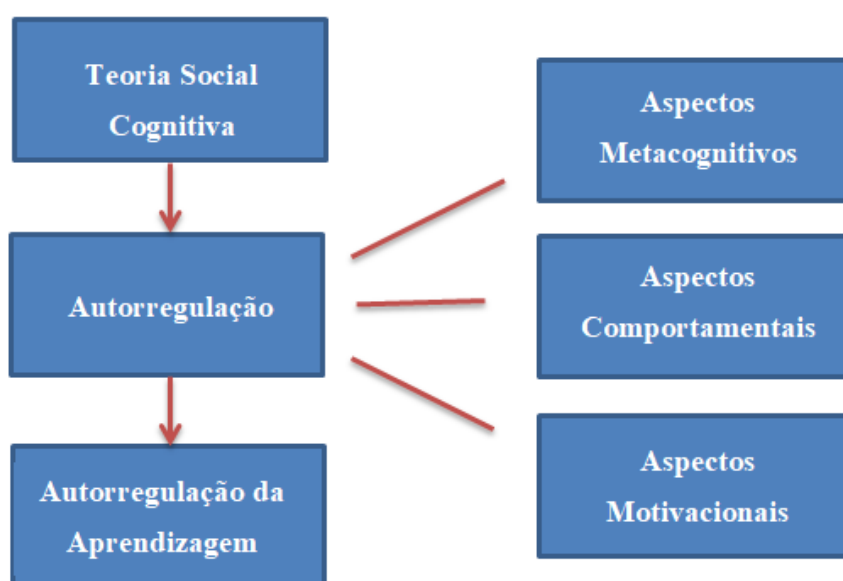 Teoria Social
Cognitiva
Autorregulação
Autorregulação da
Aprendizagem
Aspectos
Metacognitivos
Aspectos
Comportamentais
Aspectos
Motivacionais